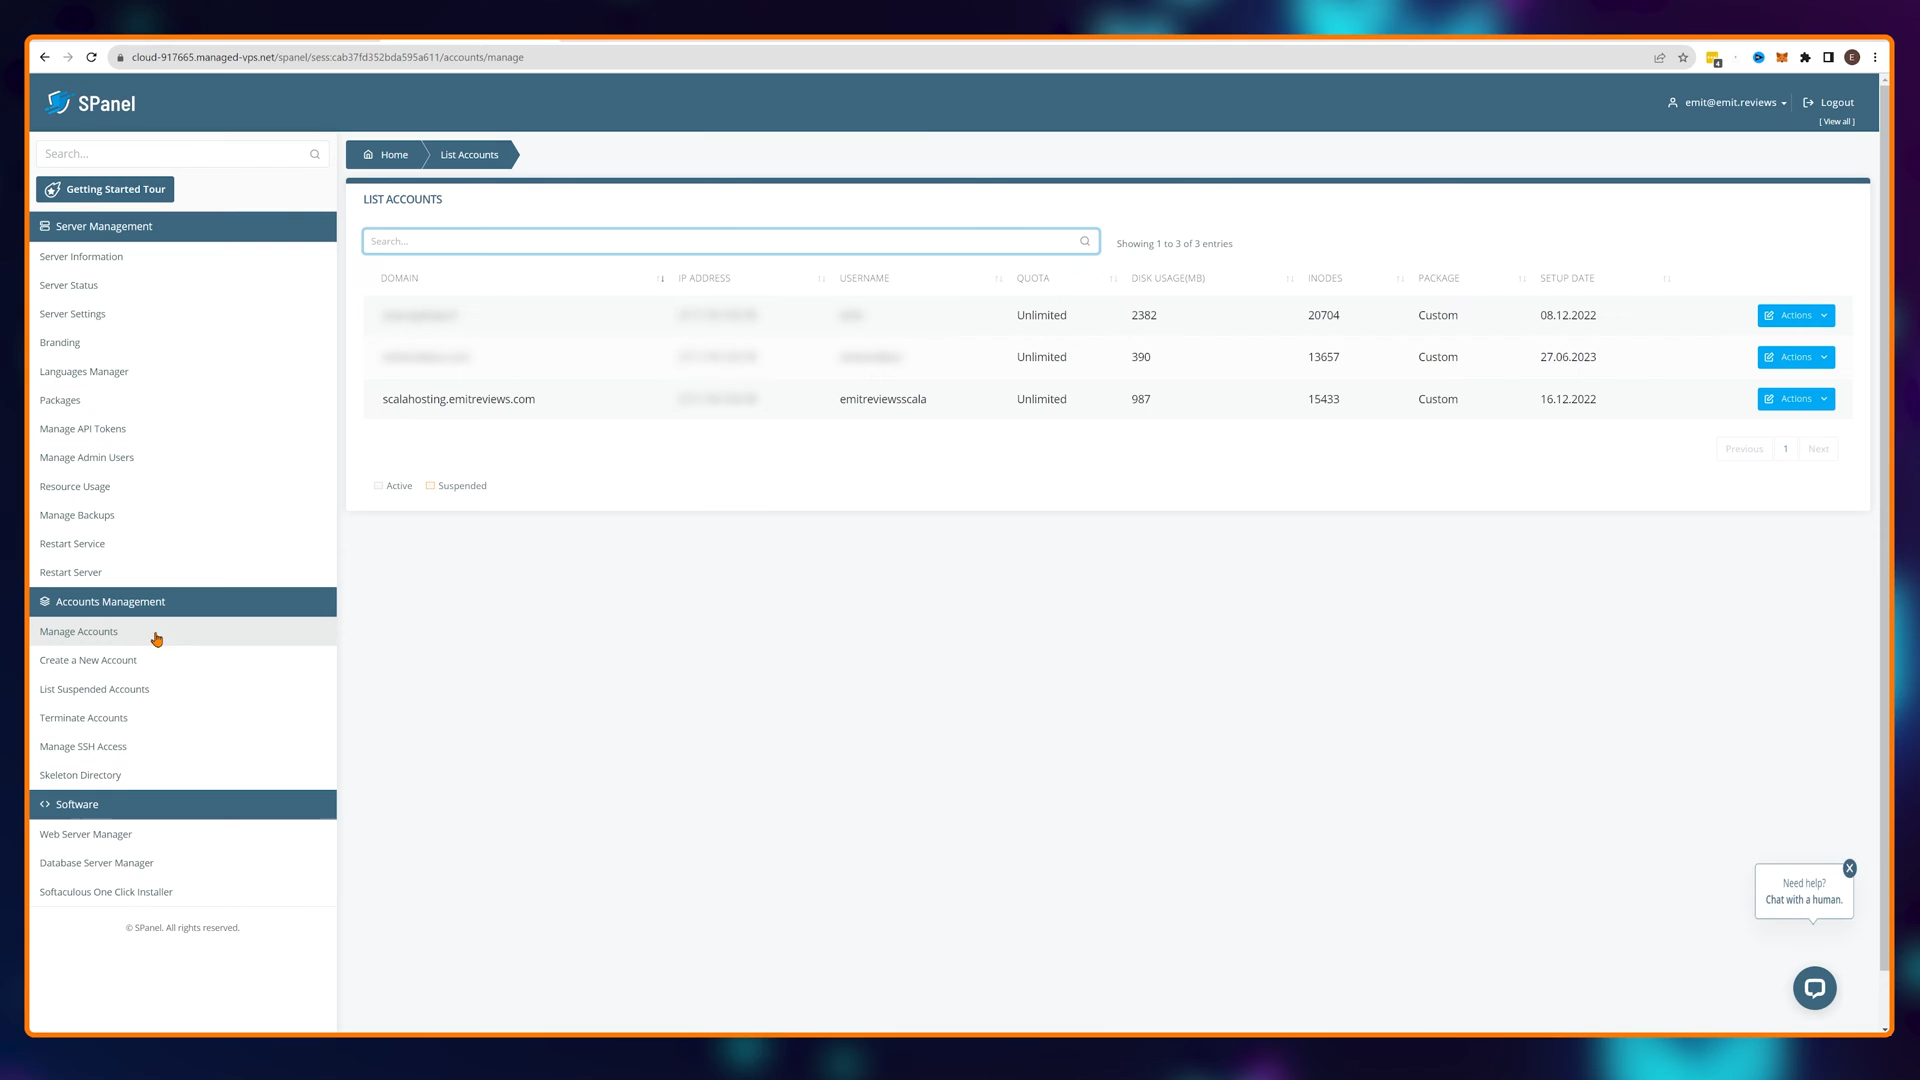 cloud-917665.managed-vps.net/spanel/sess:cab37fd352bda595a611/accounts/manage
4
E
SPanel
emit@emit.reviews
Logout
[ View all ]
Search...
Getting Started Tour
Server Management
Server Information
Server Status
Server Settings
Branding
Languages Manager
Packages
Manage API Tokens
Manage Admin Users
Resource Usage
Manage Backups
Restart Service
Restart Server
Accounts Management
Manage Accounts
Create a New Account
List Suspended Accounts
Terminate Accounts
Manage SSH Access
Skeleton Directory
Software
Web Server Manager
Database Server Manager
Softaculous One Click Installer
© SPanel. All rights reserved.
Home List Accounts
LIST ACCOUNTS
Search... Showing 1 to 3 of 3 entries
DOMAIN IP ADDRESS USERNAME QUOTA DISK USAGE(MB) INODES PACKAGE SETUP DATE
Unlimited 2382 20704 Custom 08.12.2022 Actions
Unlimited 390 13657 Custom 27.06.2023 Actions
scalahosting.emitreviews.com emitreviewsscala Unlimited 987 15433 Custom 16.12.2022 Actions
Previous 1 Next
Active Suspended
X
Need help?
Chat with a human.